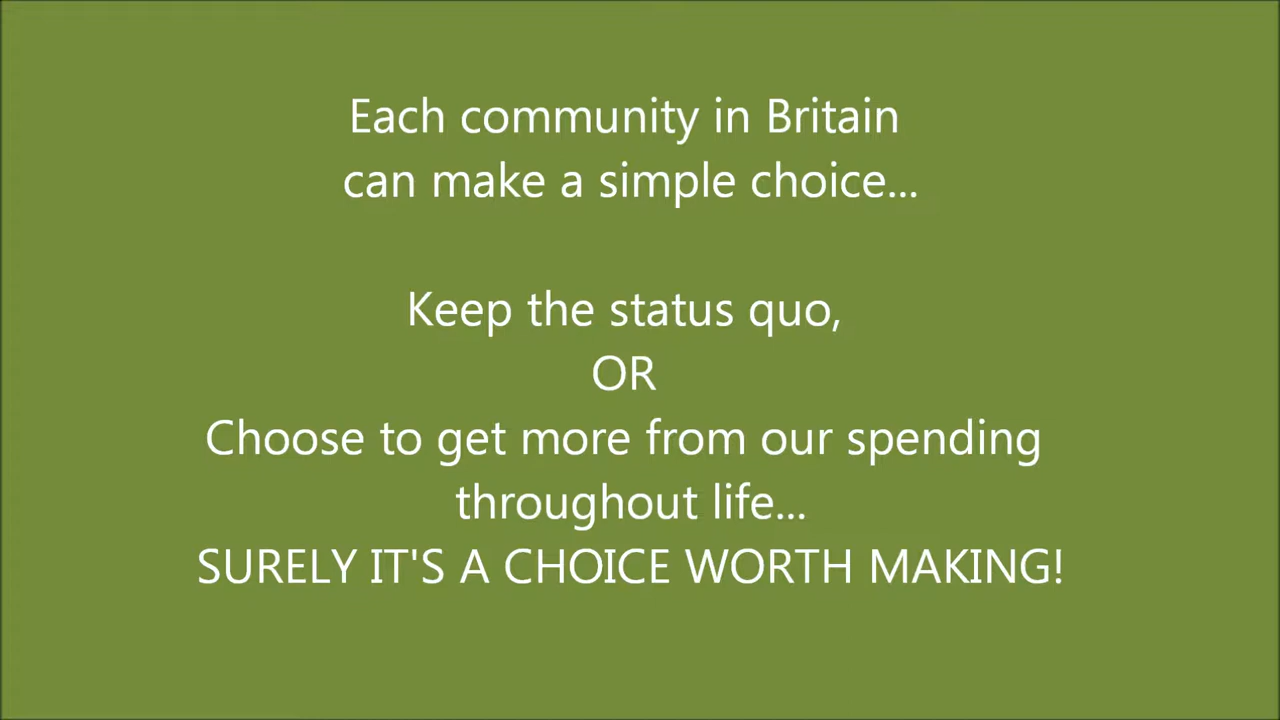 Each community in Britain
can make a simple choice...
Keep the status quo,
OR
Choose to get more from our spending
throughout life...
SURELY IT'S A CHOICE WORTH MAKING!